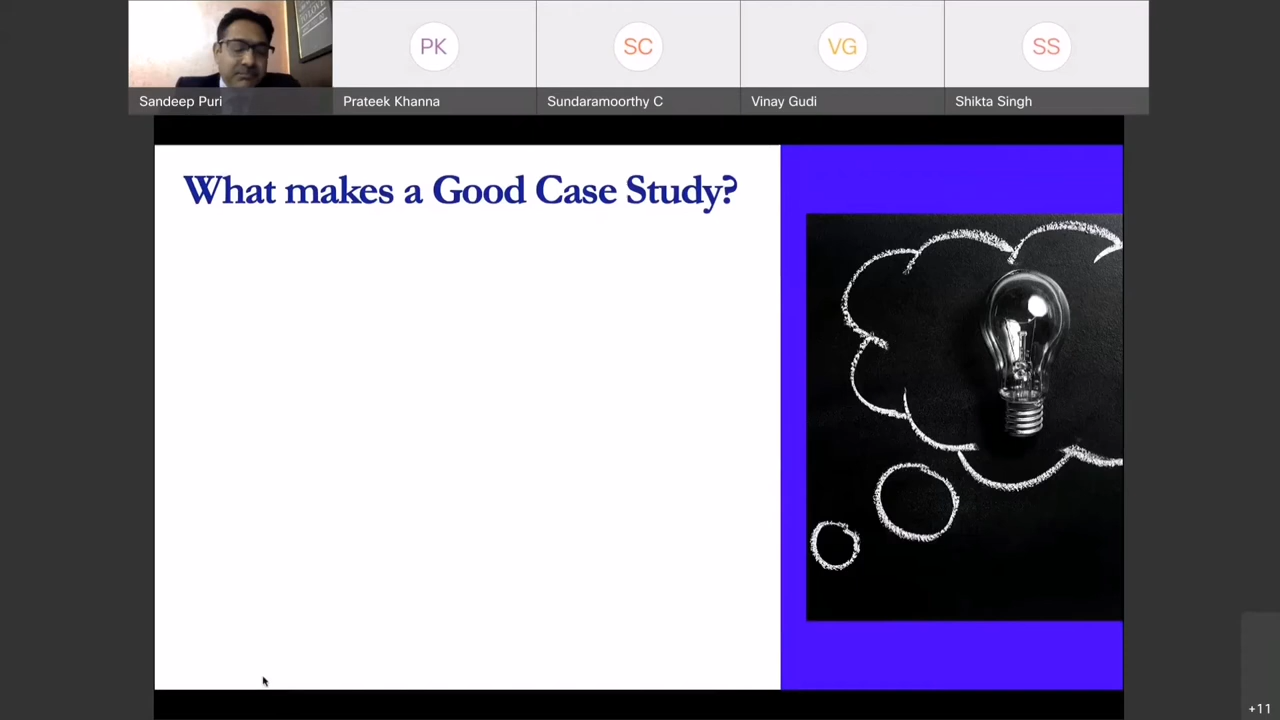 PK
SC
VG
SS
Sandeep Puri
Prateek Khanna
Sundaramoorthy C
Vinay Gudi
Shikta Singh
What makes a Good Case Study?
+11